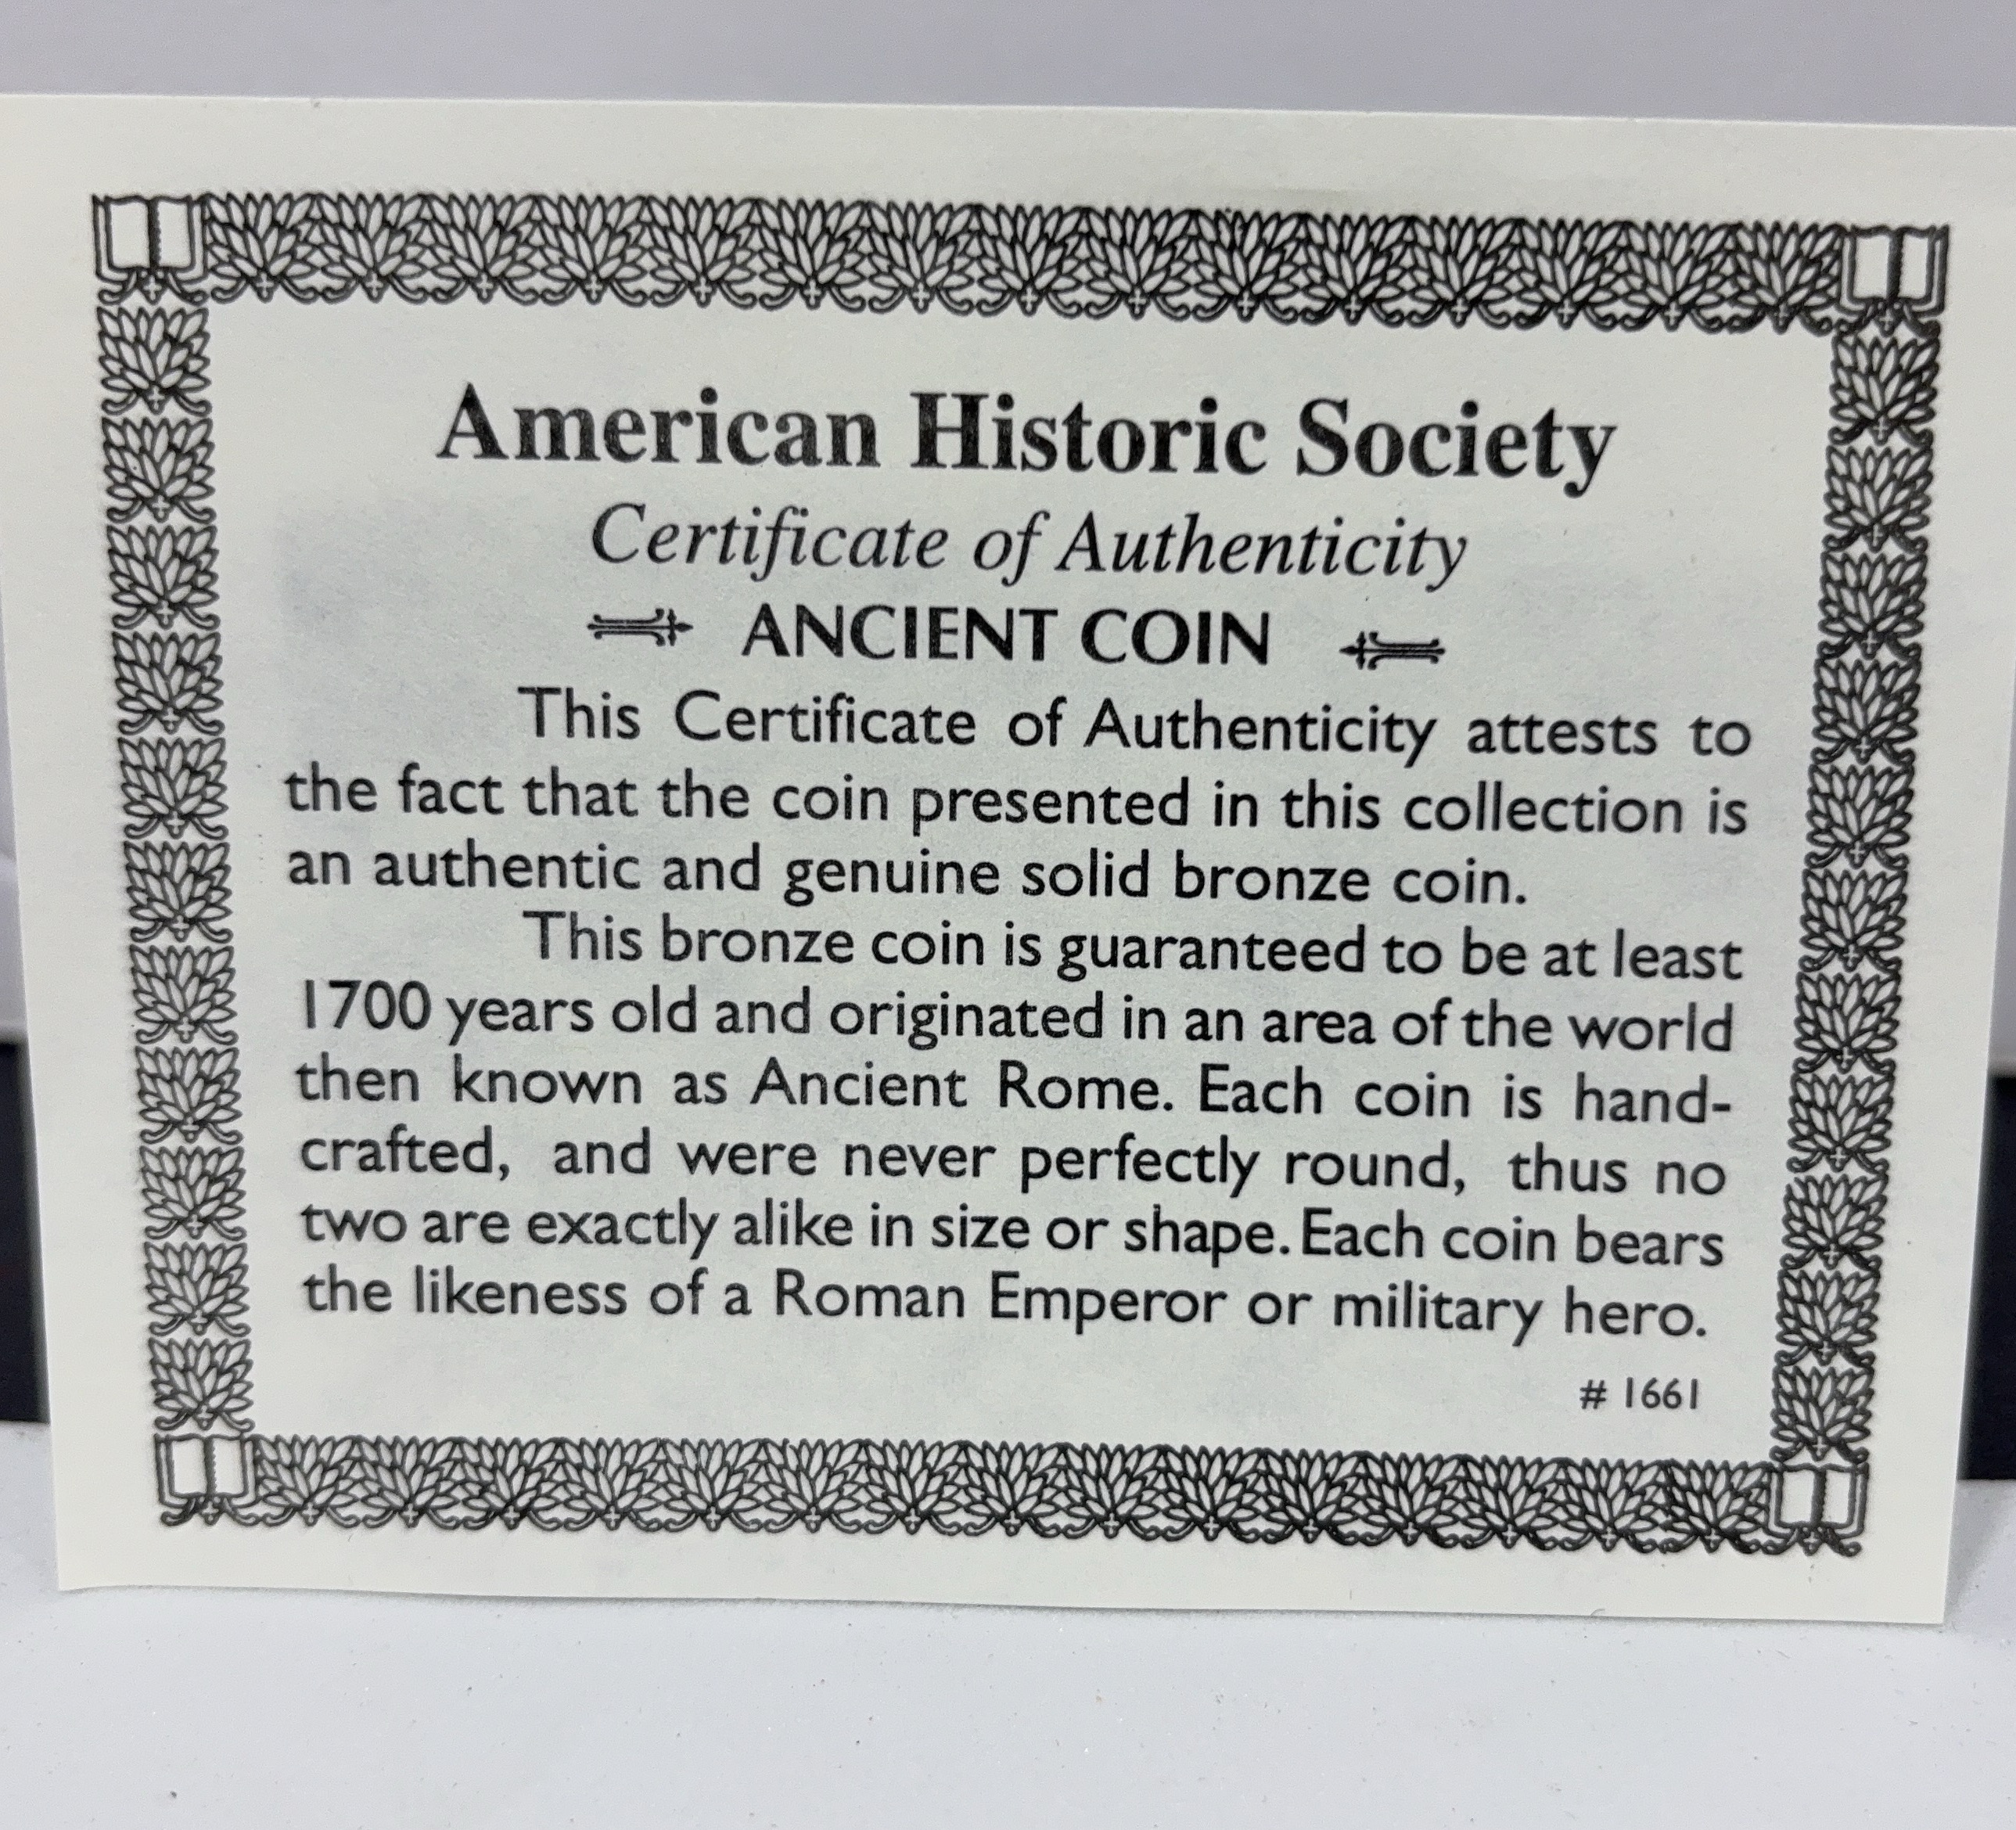 American Historic Society
Certificate of Authenticity
ANCIENT COIN
This Certificate of Authenticity attests to
the fact that the coin presented in this collection is
an authentic and genuine solid bronze coin.
This bronze coin is guaranteed to be at least
1700 years old and originated in an area of the world
then known as Ancient Rome. Each coin is hand-
crafted, and were never perfectly round, thus no
two are exactly alike in size or shape. Each coin bears
the likeness of a Roman Emperor or military hero.
# 1661